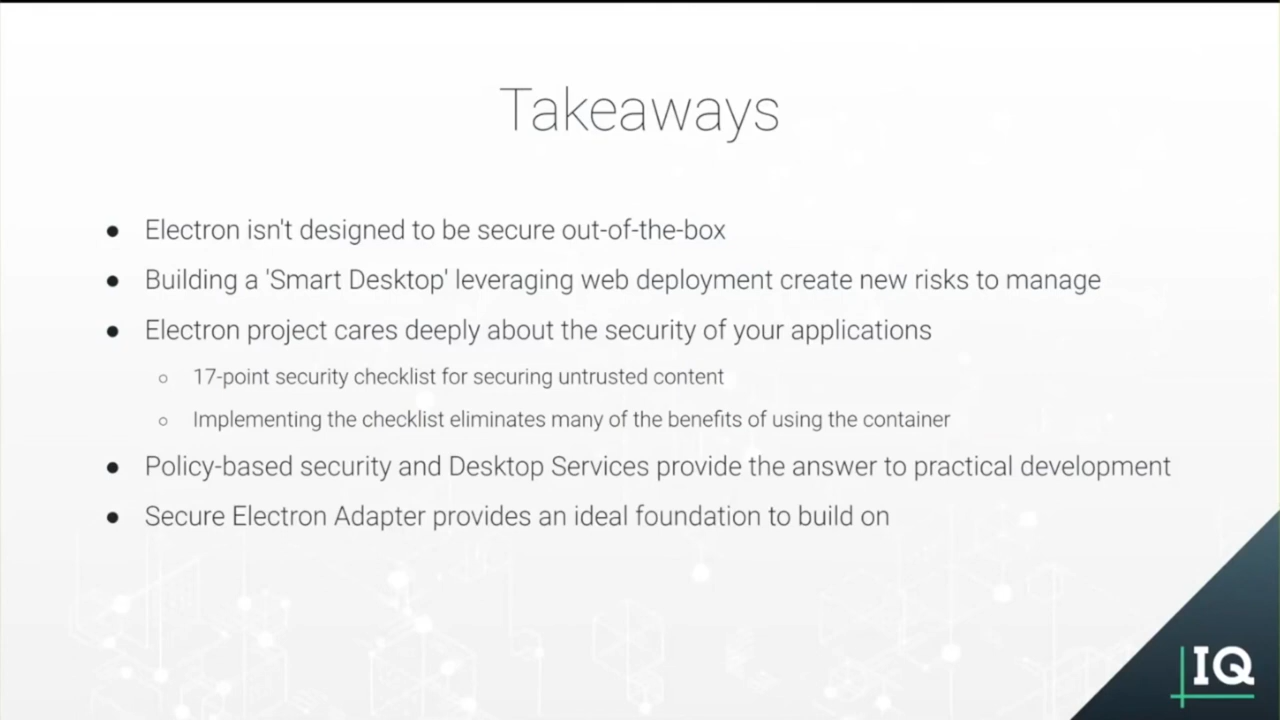 Takeaways
● Electron isn't designed to be secure out-of-the-box
● Building a 'Smart Desktop' leveraging web deployment create new risks to manage
● Electron project cares deeply about the security of your applications
○ 17-point security checklist for securing untrusted content
○ Implementing the checklist eliminates many of the benefits of using the container
● Policy-based security and Desktop Services provide the answer to practical development
● Secure Electron Adapter provides an ideal foundation to build on
IQ